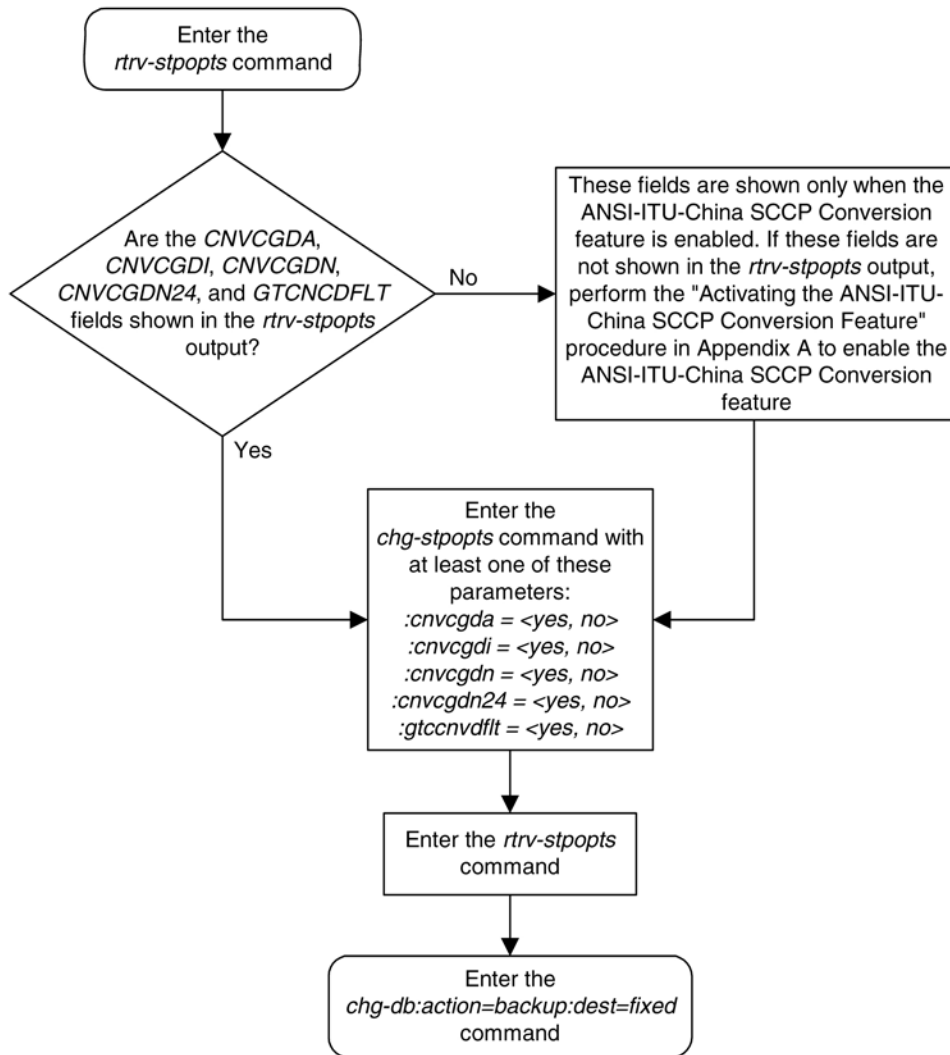 Enter the
rtrv-stpopts command
Are the CNVCGDA,
CNVCGDI, CNVCGDN,
CNVCGDN24, and GTCNCDFLT
fields shown in the rtrv-stpopts
output?
No
These fields are shown only when the
ANSI-ITU-China SCCP Conversion
feature is enabled. If these fields are
not shown in the rtrv-stpopts output,
perform the "Activating the ANSI-ITU-
China SCCP Conversion Feature"
procedure in Appendix A to enable the
ANSI-ITU-China SCCP Conversion
feature
Yes
Enter the
chg-stpopts command with
at least one of these
parameters:
:cnvcgda = <yes, no>
:cnvcgdi = <yes, no>
:cnvcgdn = <yes, no>
:cnvcgdn24 = <yes, no>
:gtccnvdflt = <yes, no>
Enter the rtrv-stpopts
command
Enter the
chg-db:action=backup:dest=fixed
command